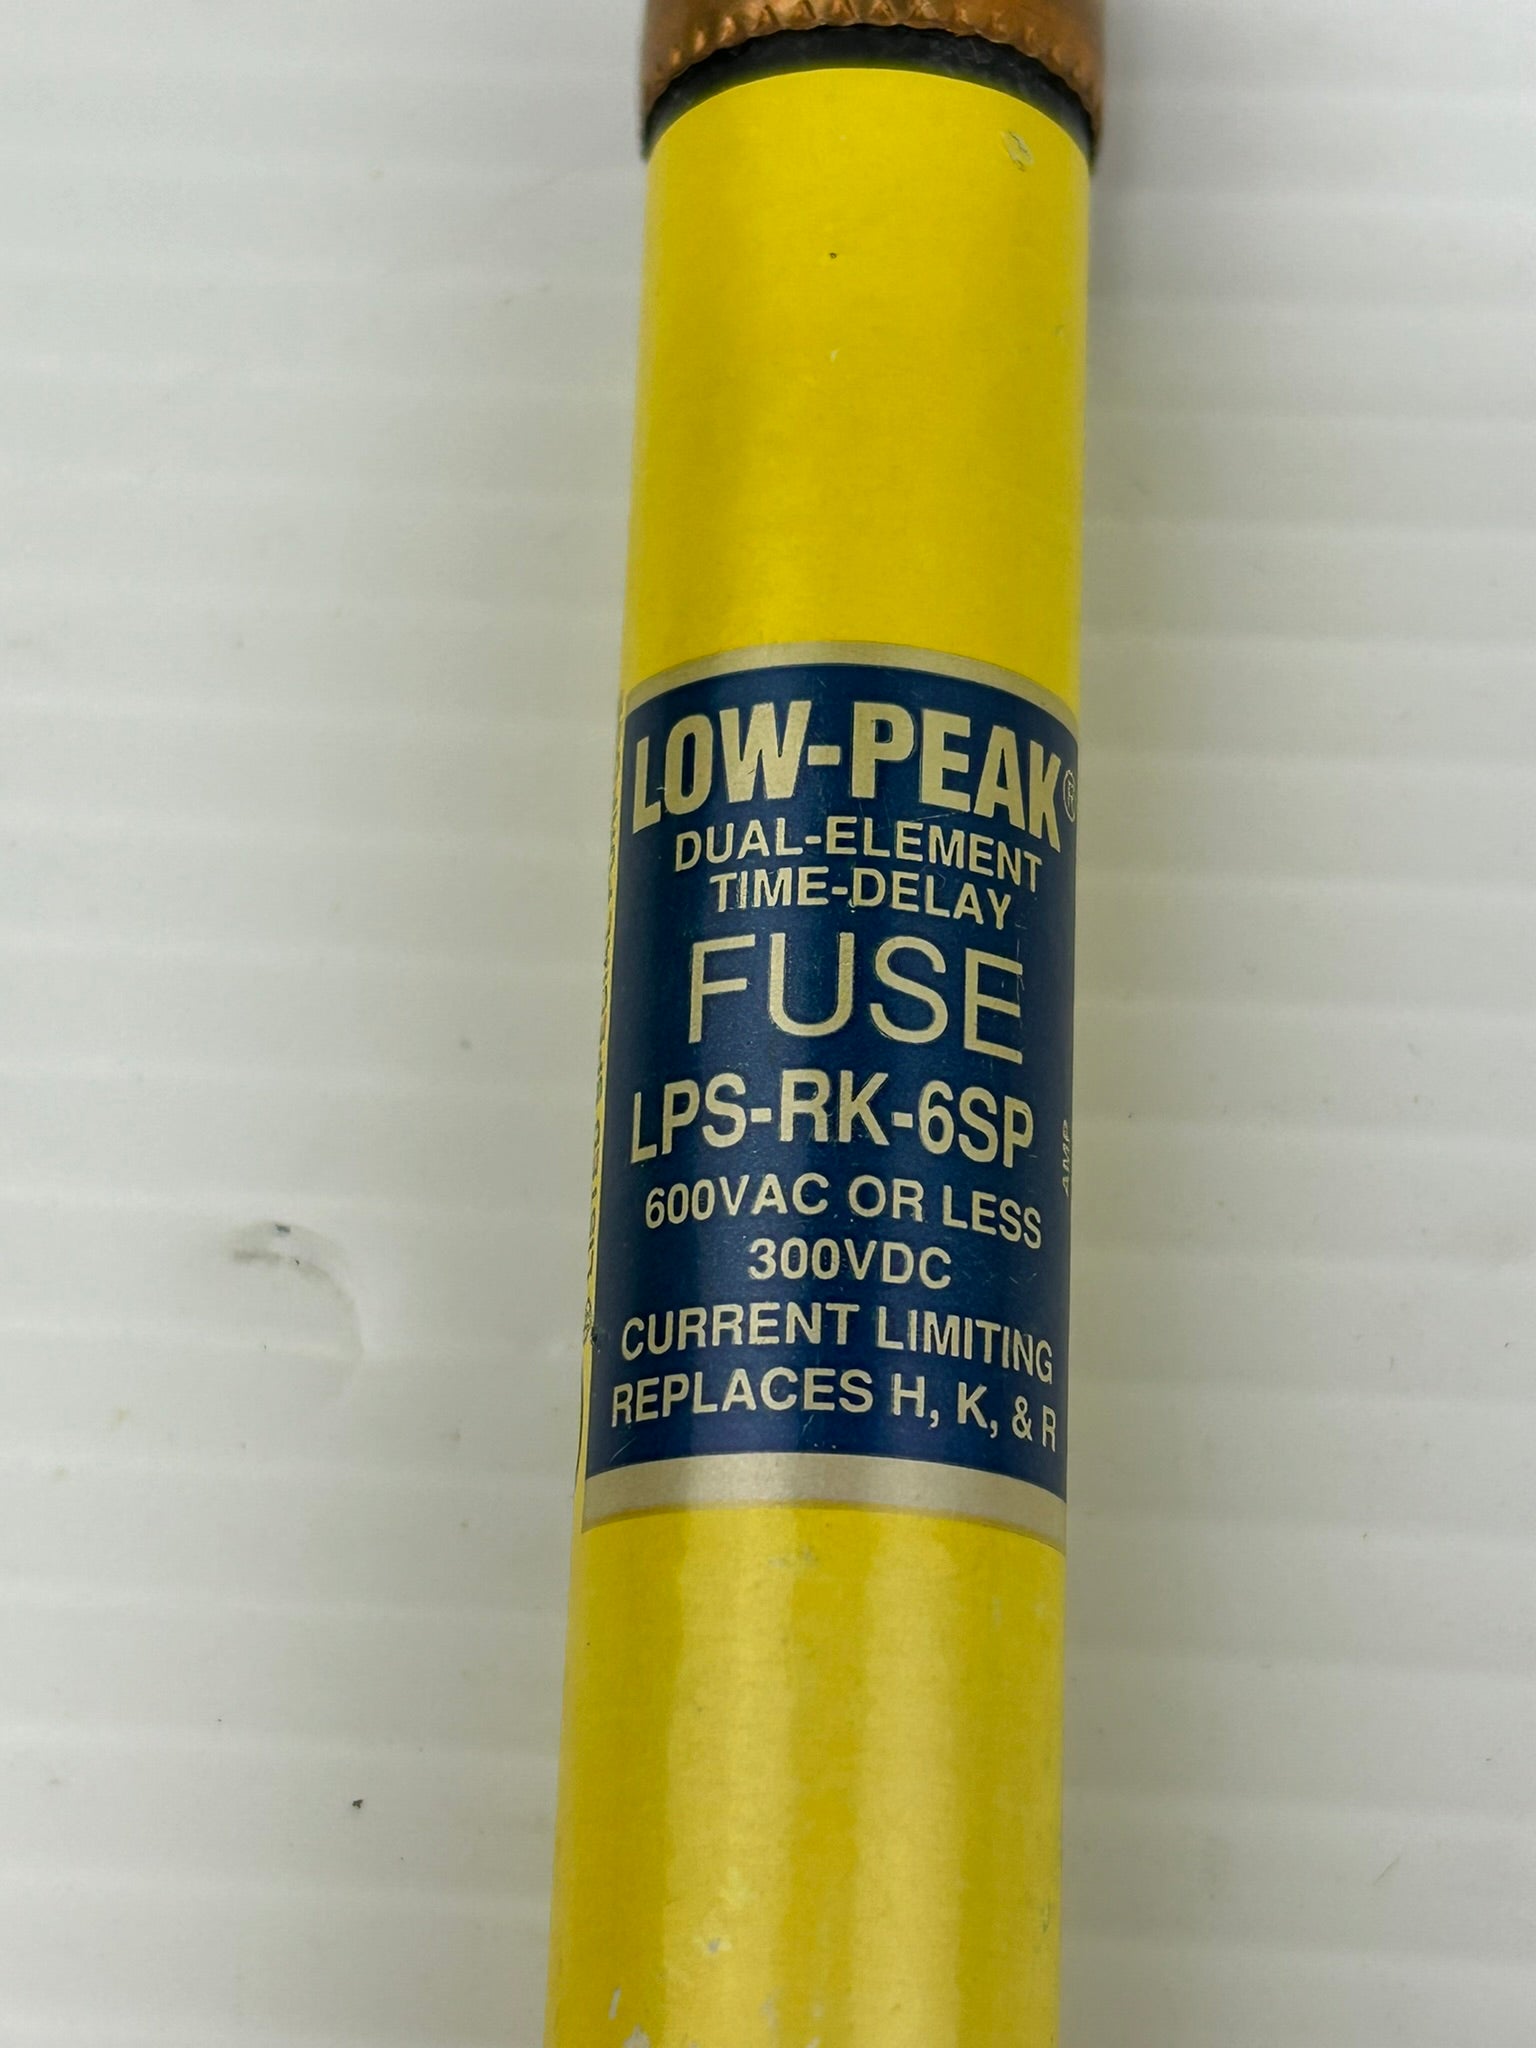 LOW-PEAK®
DUAL-ELEMENT
TIME-DELAY
FUSE
LPS-RK-6SP
600VAC OR LESS
300VDC
CURRENT LIMITING
REPLACES H, K, & R
AMP